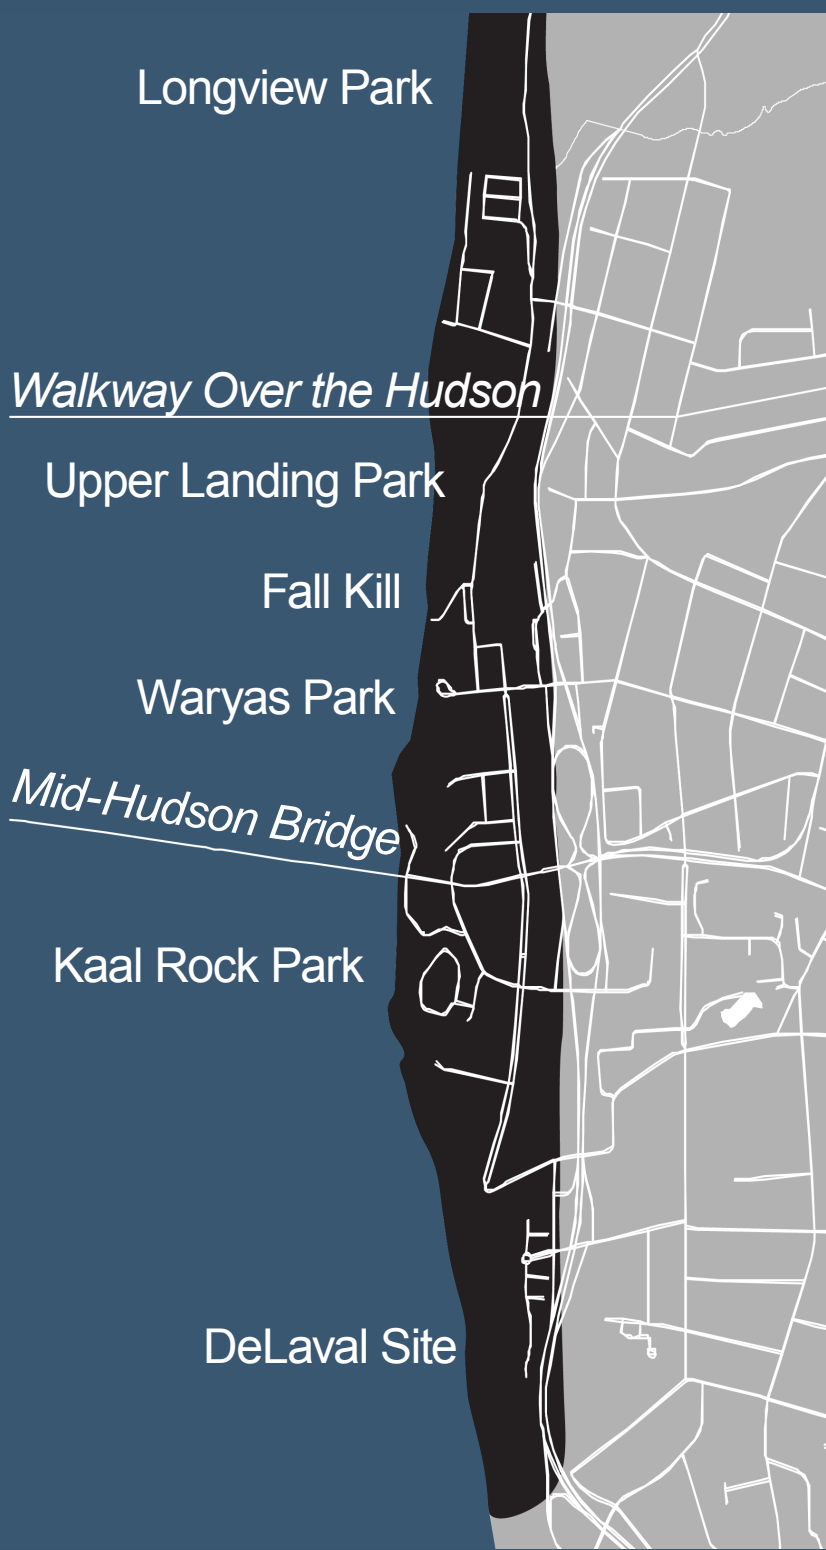 Longview Park
Walkway Over the Hudson
Upper Landing Park
Fall Kill
Waryas Park
Mid-Hudson Bridge
Kaal Rock Park
DeLaval Site